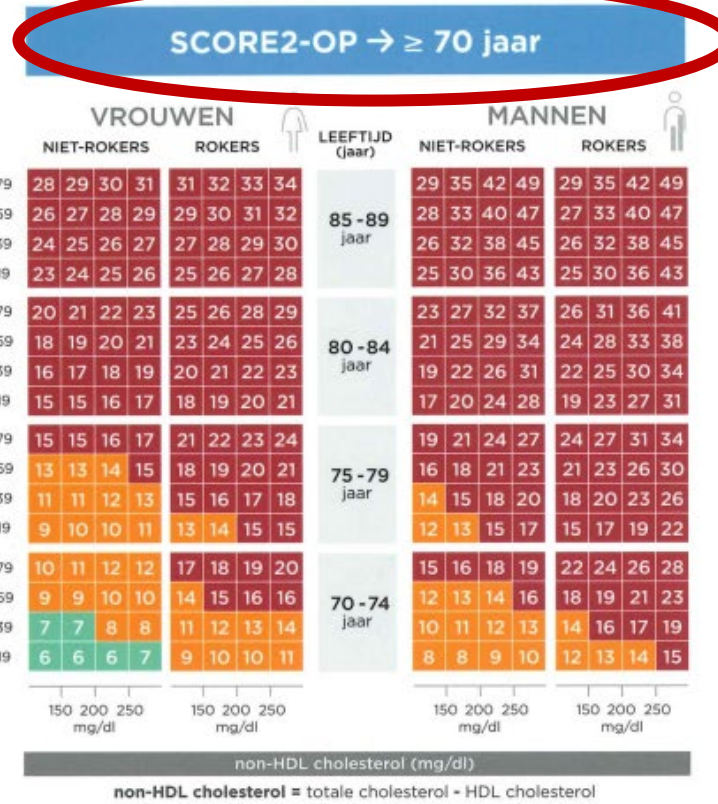 SCORE2-OP → ≥ 70 jaar
VROUWEN MANNEN
NIET-ROKERS ROKERS LEEFTIJD (jaar) NIET-ROKERS ROKERS
79 28 29 30 31 31 32 33 34 29 35 42 49 29 35 42 49
59 26 27 28 29 29 30 31 32 85-89 28 33 40 47 27 33 40 47
39 24 25 26 27 27 28 29 30 jaar 26 32 38 45 26 32 38 45
19 23 24 25 26 25 26 27 28 25 30 36 43 25 30 36 43
79 20 21 22 23 25 26 28 29 23 27 32 37 26 31 36 41
59 18 19 20 21 23 24 25 26 80-84 21 25 29 34 24 28 33 38
39 16 17 18 19 20 21 22 23 jaar 19 22 26 31 22 25 30 34
19 15 15 16 17 18 19 20 21 17 20 24 28 19 23 27 31
79 15 15 16 17 21 22 23 24 19 21 24 27 24 27 31 34
59 13 13 14 15 18 19 20 21 75-79 16 18 21 23 21 23 26 30
39 11 11 12 13 15 16 17 18 jaar 14 15 18 20 18 20 23 26
19 9 10 10 11 13 14 15 15 12 13 15 17 15 17 19 22
79 10 11 12 12 17 18 19 20 15 16 18 19 22 24 26 28
59 9 9 10 10 14 15 16 16 70-74 12 13 14 16 18 19 21 23
39 7 7 8 8 11 12 13 14 jaar 10 11 12 13 14 16 17 19
19 6 6 6 7 9 10 10 11 8 8 9 10 12 13 14 15
150 200 250 150 200 250 150 200 250 150 200 250
mg/dl mg/dl mg/dl mg/dl
non-HDL cholesterol (mg/dl)
non-HDL cholesterol = totale cholesterol - HDL cholesterol